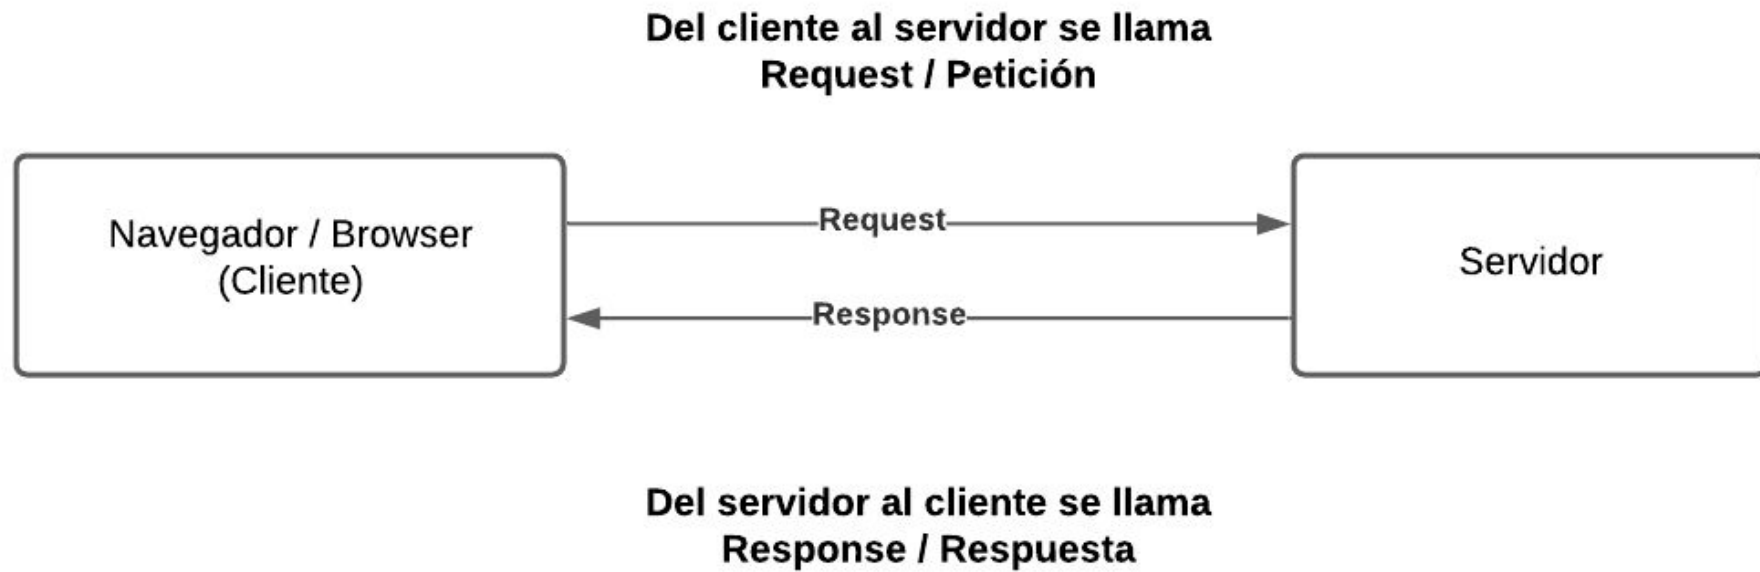 Del cliente al servidor se llama
Request / Petición
Navegador / Browser
(Cliente)
Request
Response
Servidor
Del servidor al cliente se llama
Response / Respuesta